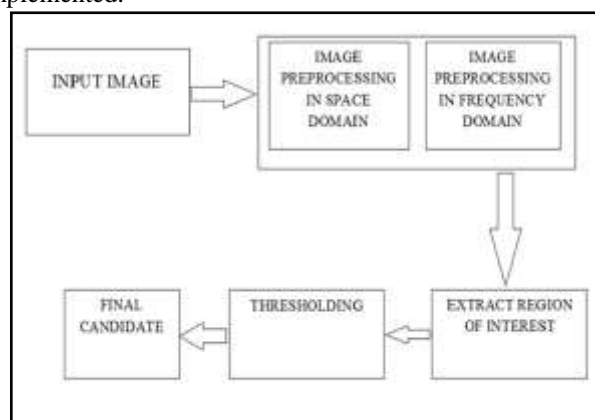 mplemented.
INPUT IMAGE
IMAGE
PREPROCESSING
IN SPACE
DOMAIN
IMAGE
PREPROCESSING
IN FREQUENCY
DOMAIN
EXTRACT REGION
OF INTEREST
THRESHOLDING
FINAL
CANDIDATE